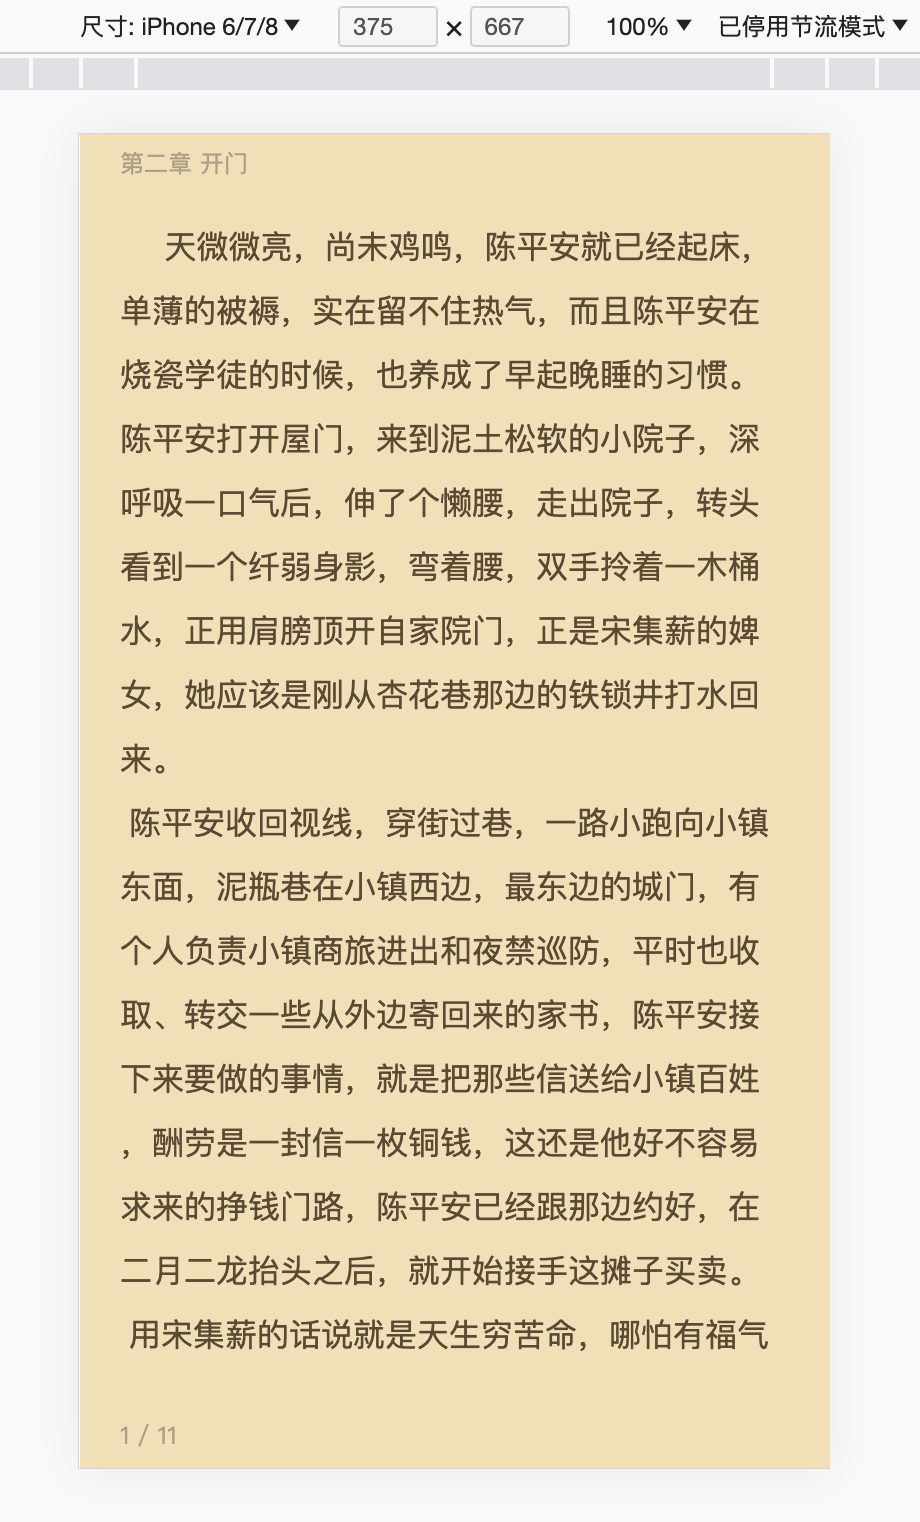 尺寸: iPhone 6/7/8 ▼ 375 × 667 100% ▼ 已停用节流模式 ▼
第二章 开门
天微微亮，尚未鸡鸣，陈平安就已经起床，
单薄的被褥，实在留不住热气，而且陈平安在
烧瓷学徒的时候，也养成了早起晚睡的习惯。
陈平安打开屋门，来到泥土松软的小院子，深
呼吸一口气后，伸了个懒腰，走出院子，转头
看到一个纤弱身影，弯着腰，双手拎着一木桶
水，正用肩膀顶开自家院门，正是宋集薪的婢
女，她应该是刚从杏花巷那边的铁锁井打水回
来。
陈平安收回视线，穿街过巷，一路小跑向小镇
东面，泥瓶巷在小镇西边，最东边的城门，有
个人负责小镇商旅进出和夜禁巡防，平时也收
取、转交一些从外边寄回来的家书，陈平安接
下来要做的事情，就是把那些信送给小镇百姓
，酬劳是一封信一枚铜钱，这还是他好不容易
求来的挣钱门路，陈平安已经跟那边约好，在
二月二龙抬头之后，就开始接手这摊子买卖。
用宋集薪的话说就是天生穷苦命，哪怕有福气
1 / 11